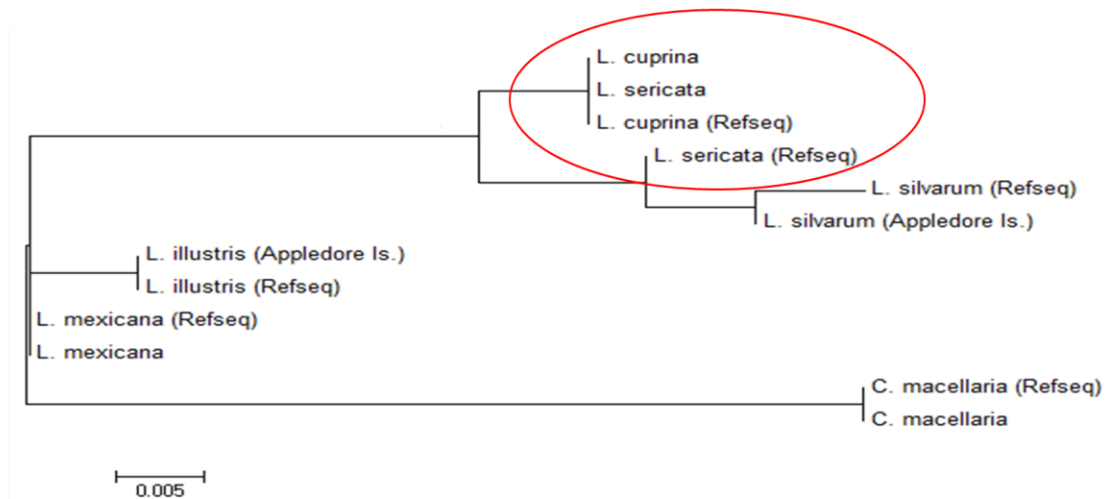 L. cuprina
L. sericata
L. cuprina (Refseq)
L. sericata (Refseq)
L. silvarum (Refseq)
L. silvarum (Appledore Is.)
L. illustris (Appledore Is.)
L. illustris (Refseq)
L. mexicana (Refseq)
L. mexicana
C. macellaria (Refseq)
C. macellaria
0.005